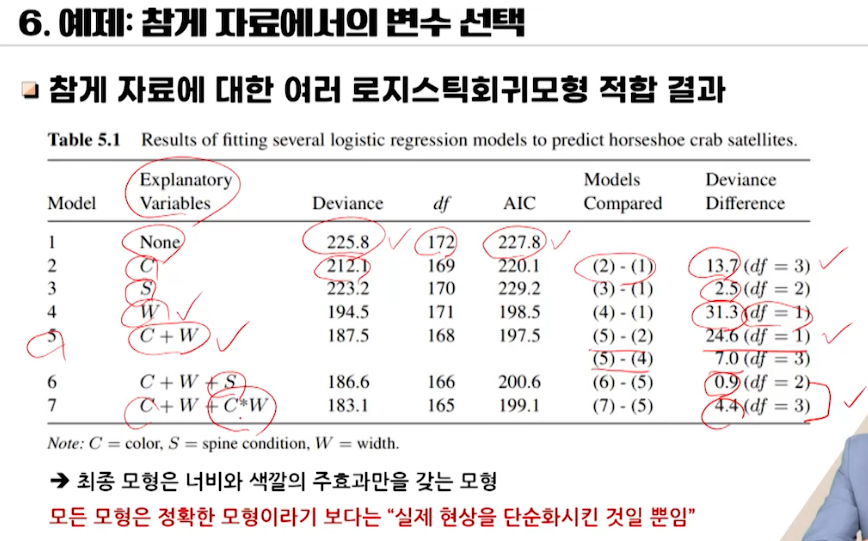 6. 예제: 참게 자료에서의 변수 선택
참게 자료에 대한 여러 로지스틱회귀모형 적합 결과
Table 5.1 Results of fitting several logistic regression models to predict horseshoe crab satellites.
Explanatory Models Deviance
Model Variables Deviance df AIC Compared Difference
1 None 225.8 172 227.8
2 C 212.1 169 220.1 (2) - (1) 13.7 (df = 3)
3 S 223.2 170 229.2 (3) - (1) 2.5 (df = 2)
4 W 194.5 171 198.5 (4) - (1) 31.3 (df = 1)
5 C + W 187.5 168 197.5 (5) - (2) 24.6 (df = 1)
(5) - (4) 7.0 (df = 3)
6 C + W + S 186.6 166 200.6 (6) - (5) 0.9 (df = 2)
7 C + W + C*W 183.1 165 199.1 (7) - (5) 4.4 (df = 3)
Note: C = color, S = spine condition, W = width.
➔ 최종 모형은 너비와 색깔의 주효과만을 갖는 모형
모든 모형은 정확한 모형이라기 보다는 “실제 현상을 단순화시킨 것일 뿐임”